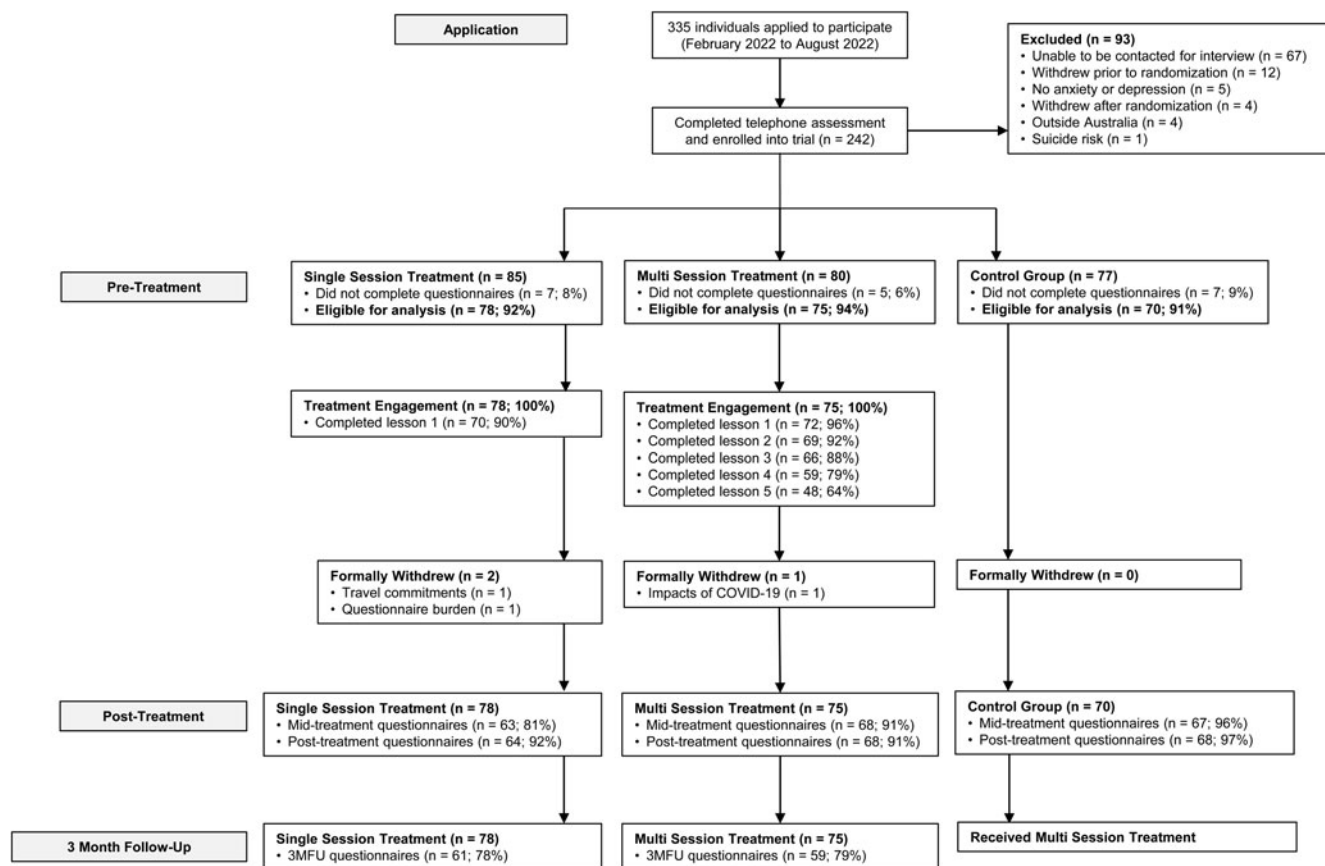 Application
335 individuals applied to participate
(February 2022 to August 2022)
Excluded (n = 93)
• Unable to be contacted for interview (n = 67)
• Withdrew prior to randomization (n = 12)
• No anxiety or depression (n = 5)
• Withdrew after randomization (n = 4)
• Outside Australia (n = 4)
• Suicide risk (n = 1)
Completed telephone assessment
and enrolled into trial (n = 242)
Pre-Treatment
Single Session Treatment (n = 85)
• Did not complete questionnaires (n = 7; 8%)
• Eligible for analysis (n = 78; 92%)
Multi Session Treatment (n = 80)
• Did not complete questionnaires (n = 5; 6%)
• Eligible for analysis (n = 75; 94%)
Control Group (n = 77)
• Did not complete questionnaires (n = 7; 9%)
• Eligible for analysis (n = 70; 91%)
Treatment Engagement (n = 78; 100%)
• Completed lesson 1 (n = 70; 90%)
Treatment Engagement (n = 75; 100%)
• Completed lesson 1 (n = 72; 96%)
• Completed lesson 2 (n = 69; 92%)
• Completed lesson 3 (n = 66; 88%)
• Completed lesson 4 (n = 59; 79%)
• Completed lesson 5 (n = 48; 64%)
Formally Withdrew (n = 2)
• Travel commitments (n = 1)
• Questionnaire burden (n = 1)
Formally Withdrew (n = 1)
• Impacts of COVID-19 (n = 1)
Formally Withdrew (n = 0)
Post-Treatment
Single Session Treatment (n = 78)
• Mid-treatment questionnaires (n = 63; 81%)
• Post-treatment questionnaires (n = 64; 92%)
Multi Session Treatment (n = 75)
• Mid-treatment questionnaires (n = 68; 91%)
• Post-treatment questionnaires (n = 68; 91%)
Control Group (n = 70)
• Mid-treatment questionnaires (n = 67; 96%)
• Post-treatment questionnaires (n = 68; 97%)
3 Month Follow-Up
Single Session Treatment (n = 78)
• 3MFU questionnaires (n = 61; 78%)
Multi Session Treatment (n = 75)
• 3MFU questionnaires (n = 59; 79%)
Received Multi Session Treatment